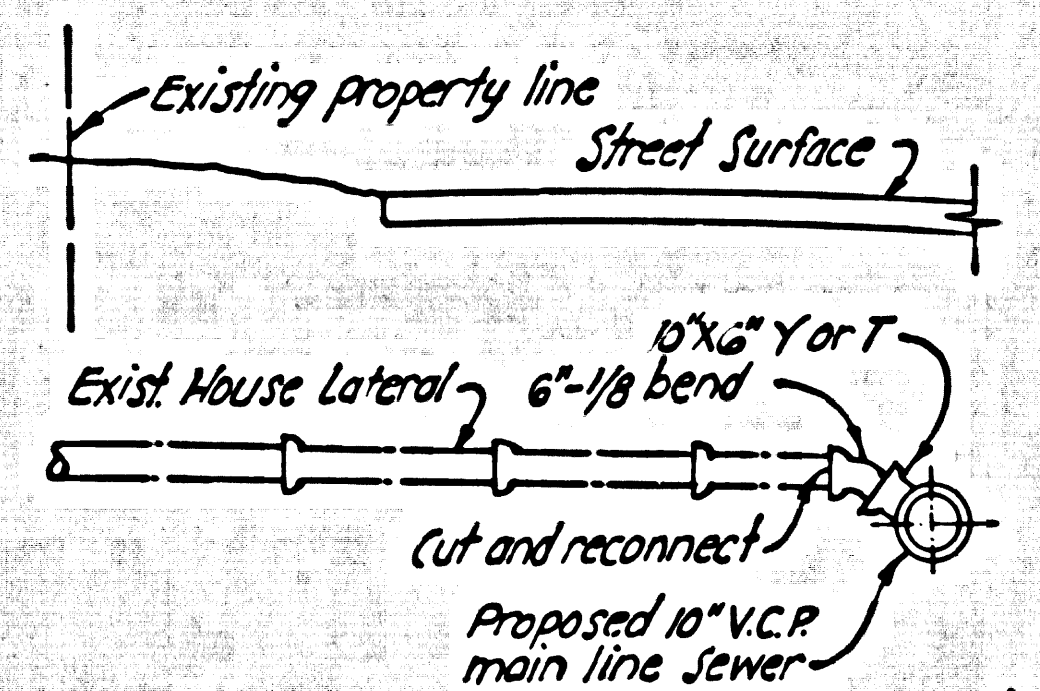 Existing property line
Street Surface
10"X6" Y or T
Exist. House Lateral
6"-1/8 bend
Cut and reconnect
Proposed 10" V.C.P.
main line sewer